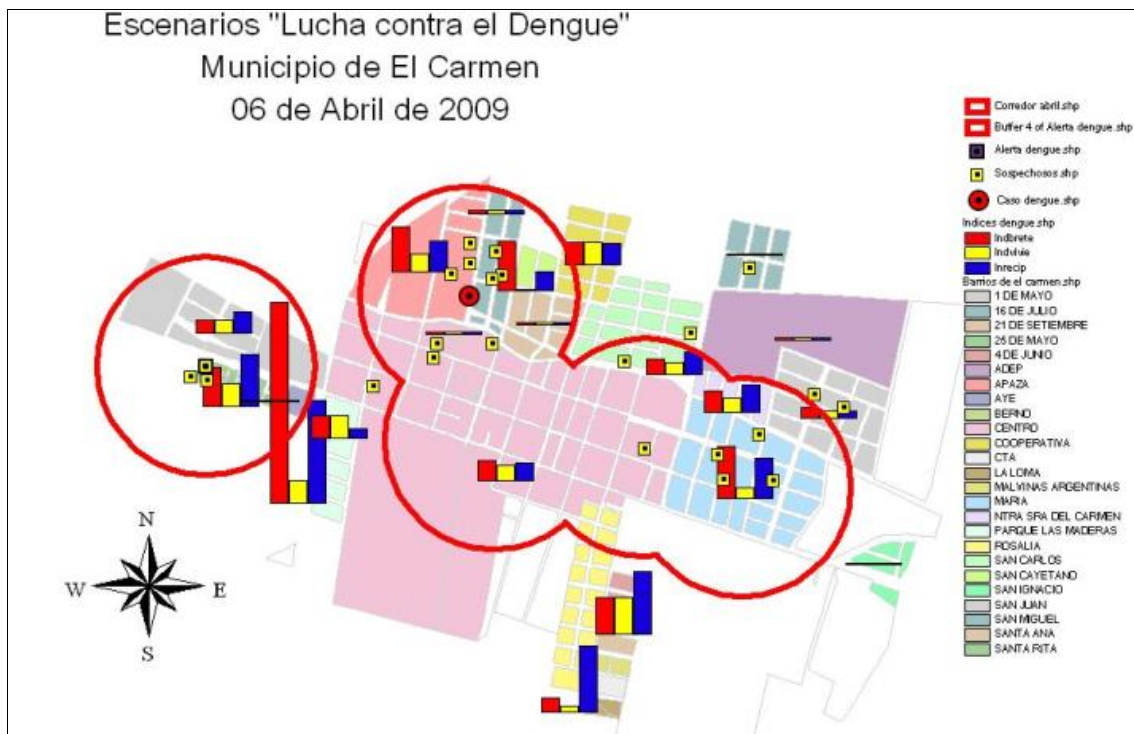 Escenarios "Lucha contra el Dengue"
Municipio de El Carmen
06 de Abril de 2009
Corredor abril.shp
Buffer 4 of Alerta dengue.shp
Alerta dengue.shp
Sospechosos.shp
Caso dengue.shp
Indices dengue.shp
Indbrete
Indvivie
Inrecip
Barrios de el carmen.shp
1 DE MAYO
16 DE JULIO
21 DE SETIEMBRE
25 DE MAYO
4 DE JUNIO
ADEP
APAZA
AYE
BERNO
CENTRO
COOPERATIVA
CTA
LA LOMA
MALVINAS ARGENTINAS
MARIA
NTRA SRA DEL CARMEN
PARQUE LAS MADERAS
ROSALIA
SAN CARLOS
SAN CAYETANO
SAN IGNACIO
SAN JUAN
SAN MIGUEL
SANTA ANA
SANTA RITA
N
W E
S